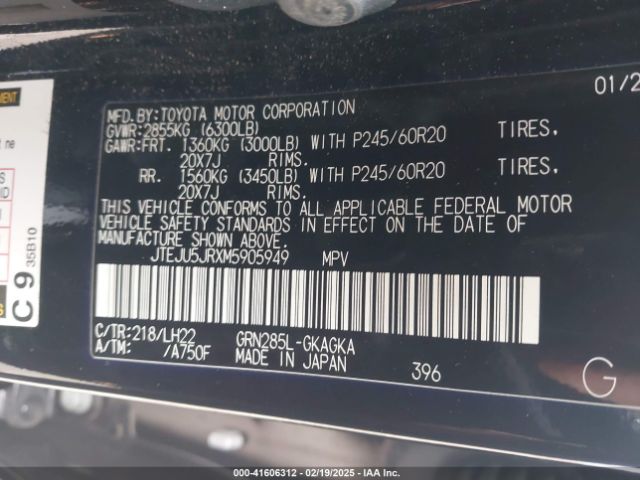 01/2
MFD.BY:TOYOTA MOTOR CORPORATION
GVWR:2855KG (6300LB)
GAWR:FRT. 1360KG (3000LB) WITH P245/60R20 TIRES,
20X7J RIMS.
RR. 1560KG (3450LB) WITH P245/60R20 TIRES,
20X7J RIMS.
THIS VEHICLE CONFORMS TO ALL APPLICABLE FEDERAL MOTOR
VEHICLE SAFETY STANDARDS IN EFFECT ON THE DATE OF
MANUFACTURE SHOWN ABOVE.
JTEJU5JRXM5905949 MPV
C/TR:218/LH22 GRN285L-GKAGKA
A/TM: /A750F MADE IN JAPAN
396
G
C9
35B10
000-41606312 - 02/19/2025 - IAA Inc.